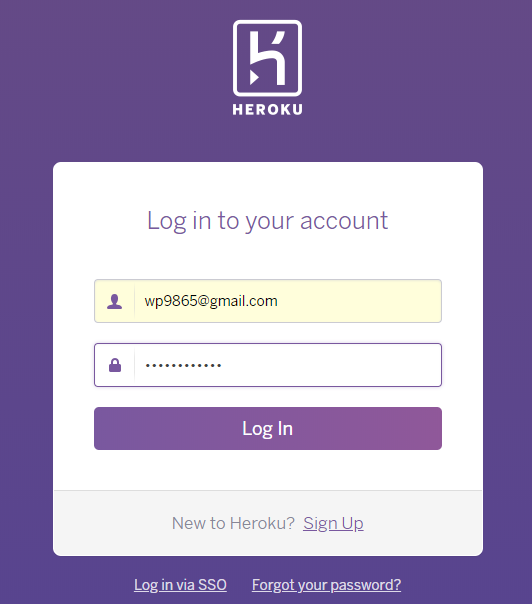 HEROKU
Log in to your account
wp9865@gmail.com
••••••••••••
Log In
New to Heroku? Sign Up
Log in via SSO Forgot your password?